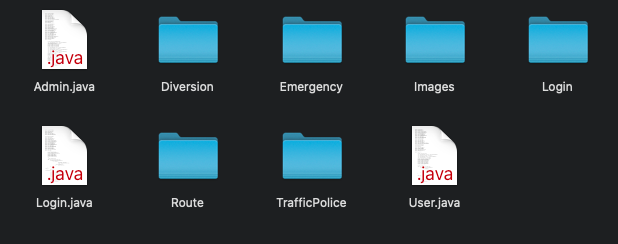 .java
Admin.java
Diversion
Emergency
Images
Login
.java
Login.java
Route
TrafficPolice
.java
User.java